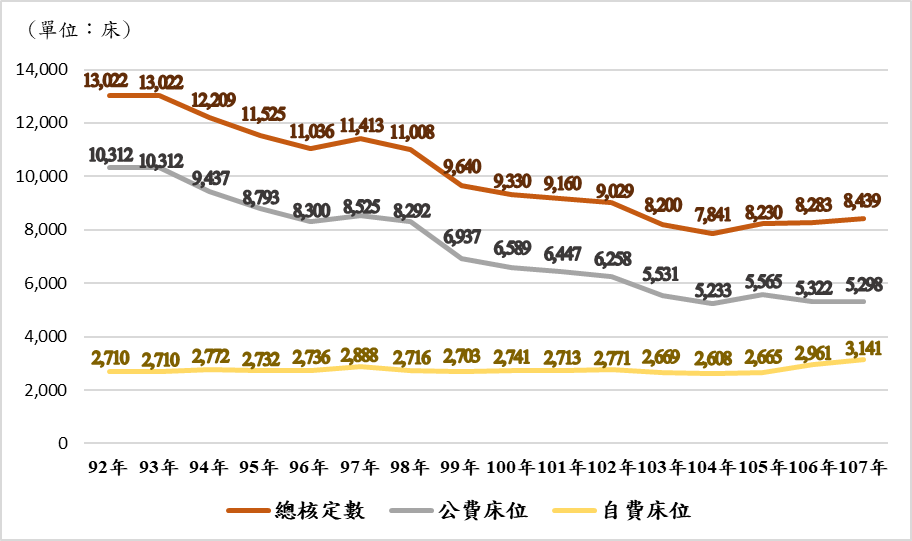 （單位：床）
14,000
12,000
10,000
8,000
6,000
4,000
2,000
0
13,022 13,022 12,209 11,525 11,036 11,413 11,008 9,640 9,330 9,160 9,029 8,200 7,841 8,230 8,283 8,439
10,312 10,312 9,437 8,793 8,300 8,525 8,292 6,937 6,589 6,447 6,258 5,531 5,233 5,565 5,322 5,298
2,710 2,710 2,772 2,732 2,736 2,888 2,716 2,703 2,741 2,713 2,771 2,669 2,608 2,665 2,961 3,141
92年 93年 94年 95年 96年 97年 98年 99年 100年 101年 102年 103年 104年 105年 106年 107年
總核定數 公費床位 自費床位